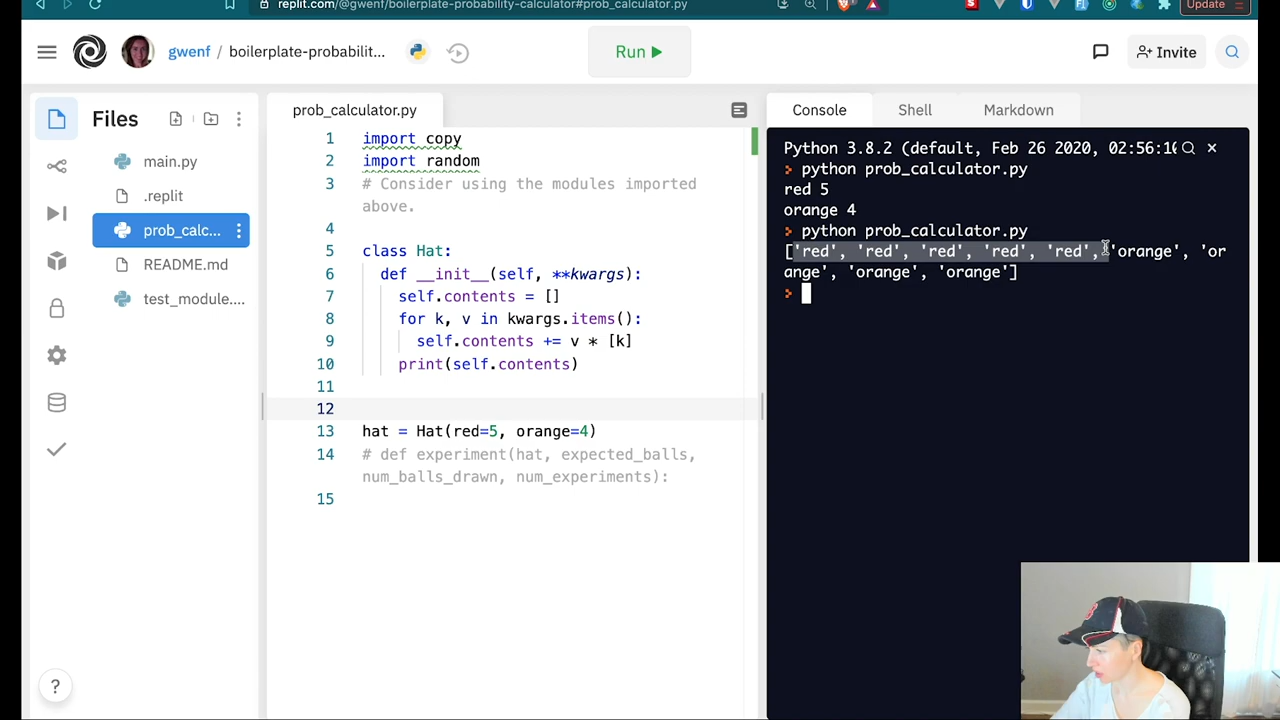 replit.com/@gwenf/boilerplate-probability-calculator#prob_calculator.py
Update
gwenf / boilerplate-probabilit...
Run
Invite
Files
main.py
.replit
prob_calc...
README.md
test_module....
prob_calculator.py
1 import copy
2 import random
3 # Consider using the modules imported
above.
4
5 class Hat:
6 def __init__(self, **kwargs):
7 self.contents = []
8 for k, v in kwargs.items():
9 self.contents += v * [k]
10 print(self.contents)
11
12
13 hat = Hat(red=5, orange=4)
14 # def experiment(hat, expected_balls,
num_balls_drawn, num_experiments):
15
Console Shell Markdown
Python 3.8.2 (default, Feb 26 2020, 02:56:10
> python prob_calculator.py
red 5
orange 4
> python prob_calculator.py
['red', 'red', 'red', 'red', 'red', 'orange', 'or
ange', 'orange', 'orange']
>
?